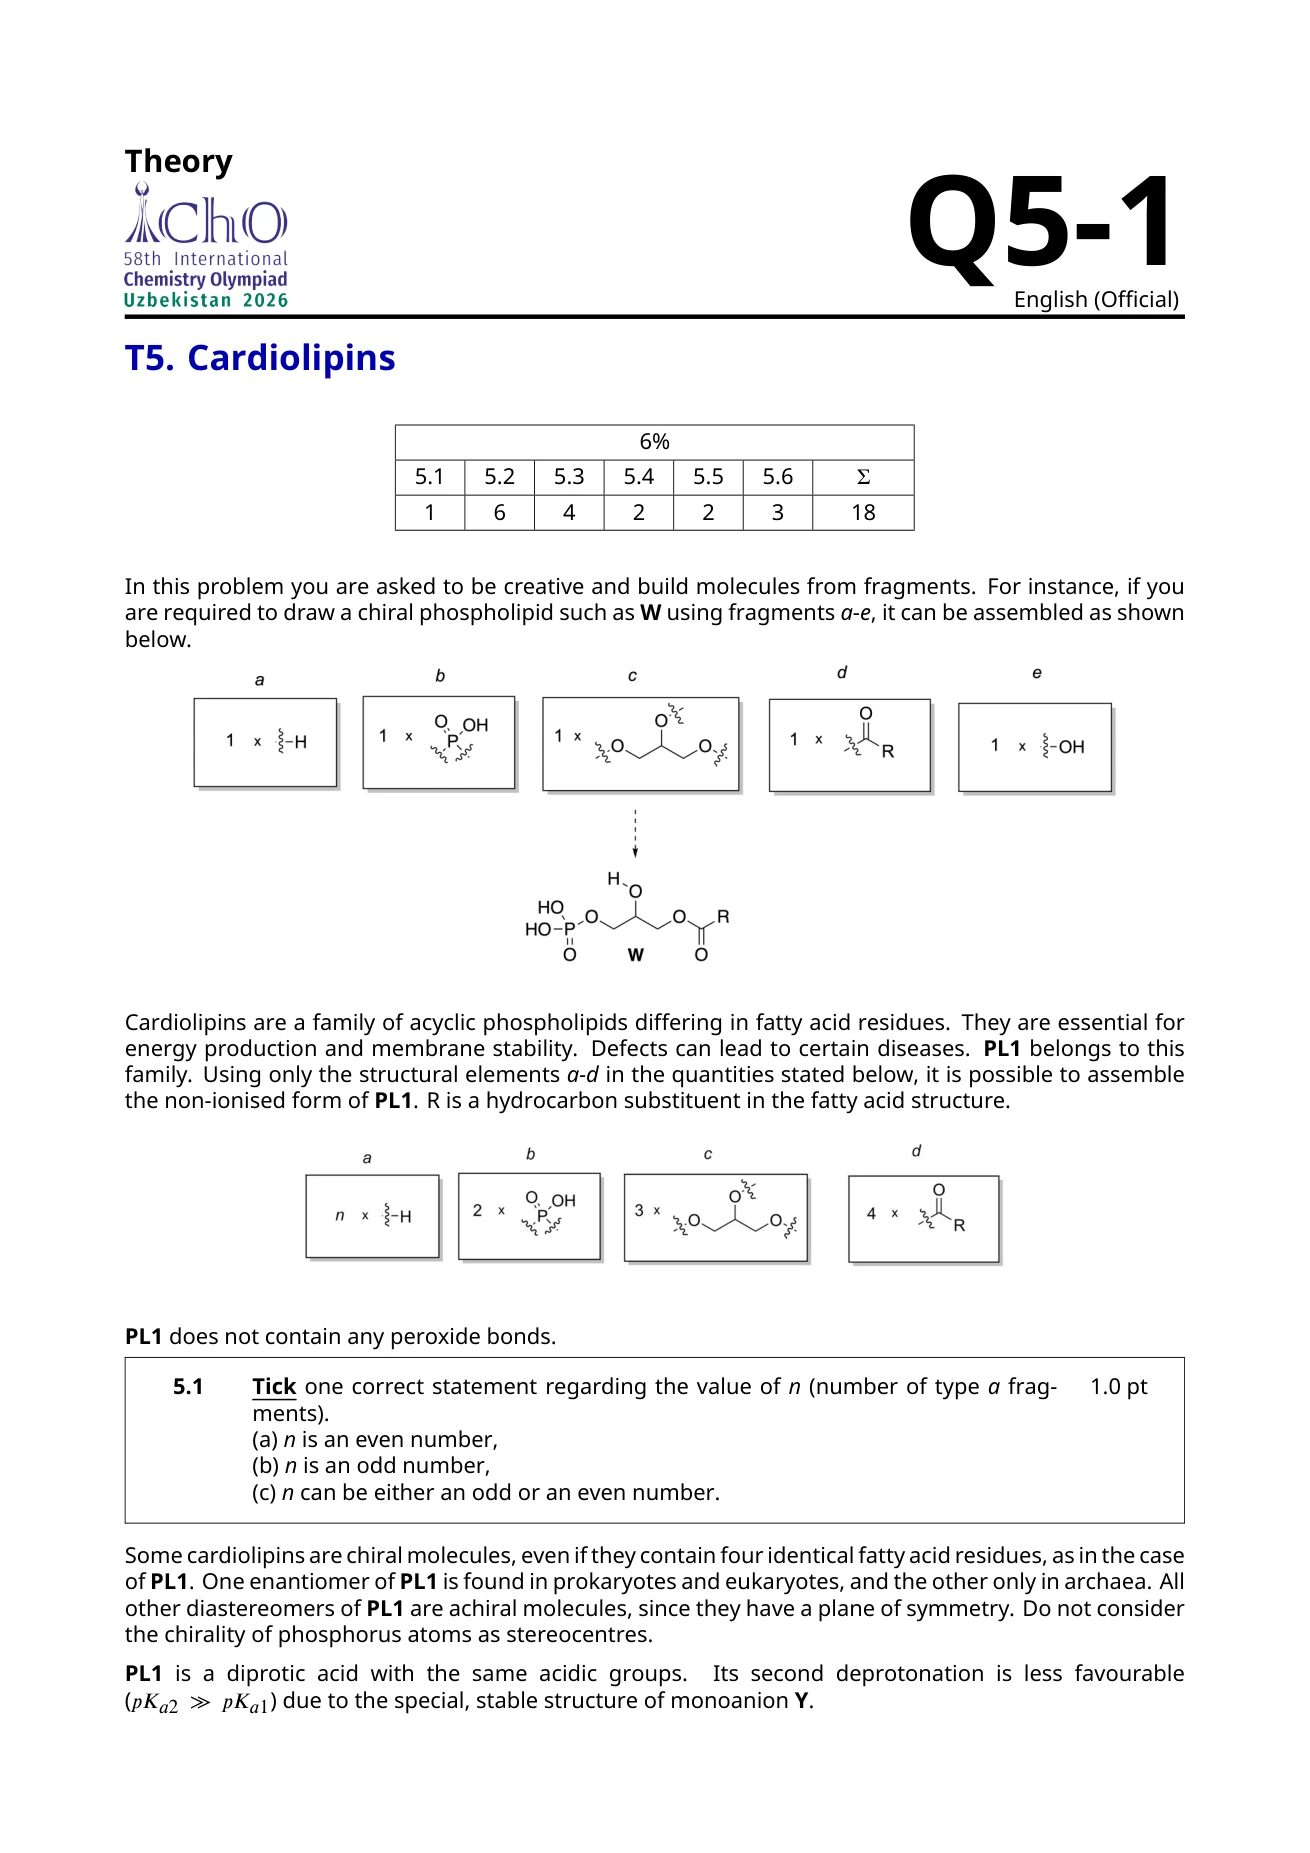 Theory
IChO
58th International
Chemistry Olympiad
Uzbekistan 2026
Q5-1
English (Official)
T5. Cardiolipins
6%
5.1 5.2 5.3 5.4 5.5 5.6 Σ
1 6 4 2 2 3 18
In this problem you are asked to be creative and build molecules from fragments. For instance, if you
are required to draw a chiral phospholipid such as W using fragments a-e, it can be assembled as shown
below.
a b c d e
1 x H
1 x O OH P
1 x O O O
1 x O R
1 x OH
H O
HO HO P O O O R O
W
Cardiolipins are a family of acyclic phospholipids differing in fatty acid residues. They are essential for
energy production and membrane stability. Defects can lead to certain diseases. PL1 belongs to this
family. Using only the structural elements a-d in the quantities stated below, it is possible to assemble
the non-ionised form of PL1. R is a hydrocarbon substituent in the fatty acid structure.
a b c d
n x H
2 x O OH P
3 x O O O
4 x O R
PL1 does not contain any peroxide bonds.
5.1 Tick one correct statement regarding the value of n (number of type a frag- 1.0 pt
ments).
(a) n is an even number,
(b) n is an odd number,
(c) n can be either an odd or an even number.
Some cardiolipins are chiral molecules, even if they contain four identical fatty acid residues, as in the case
of PL1. One enantiomer of PL1 is found in prokaryotes and eukaryotes, and the other only in archaea. All
other diastereomers of PL1 are achiral molecules, since they have a plane of symmetry. Do not consider
the chirality of phosphorus atoms as stereocentres.
PL1 is a diprotic acid with the same acidic groups. Its second deprotonation is less favourable
(pKa2 ≫ pKa1) due to the special, stable structure of monoanion Y.